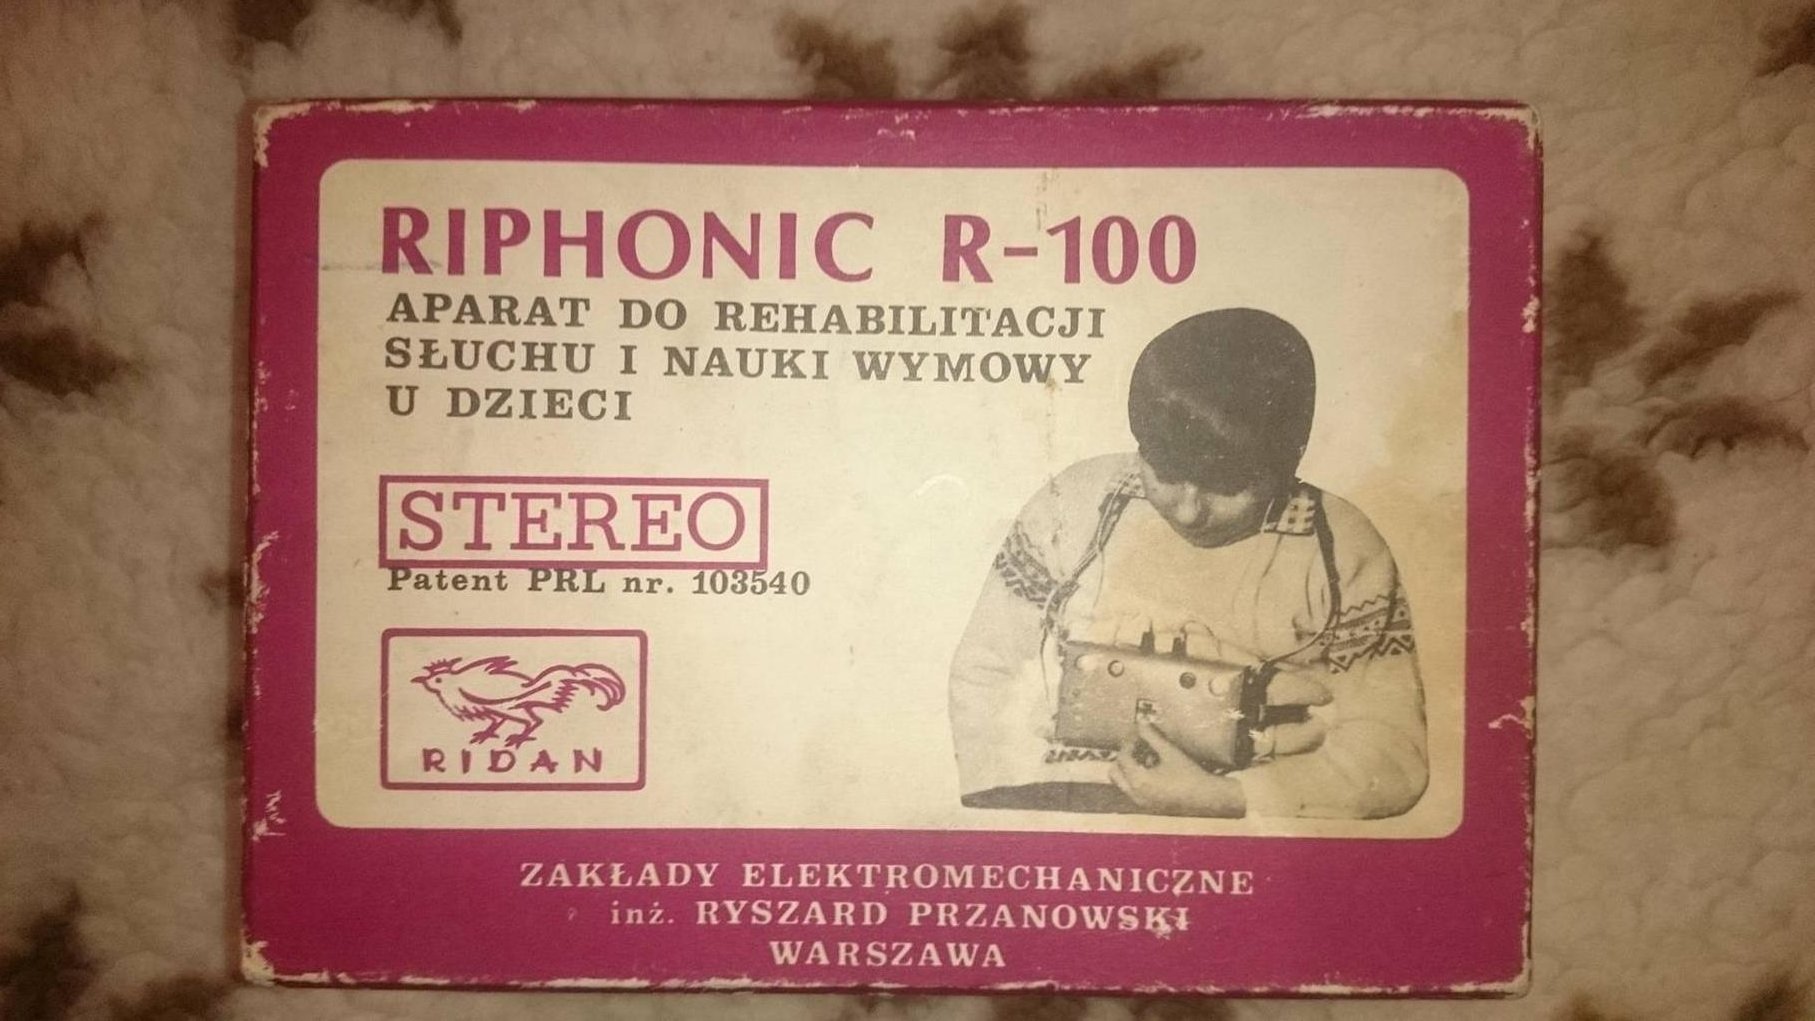 RIPHONIC R-100
APARAT DO REHABILITACJI
SŁUCHU I NAUKI WYMOWY
U DZIECI
STEREO
Patent PRL nr. 103540
RIDAN
ZAKŁADY ELEKTROMECHANICZNE
inż. RYSZARD PRZANOWSKI
WARSZAWA